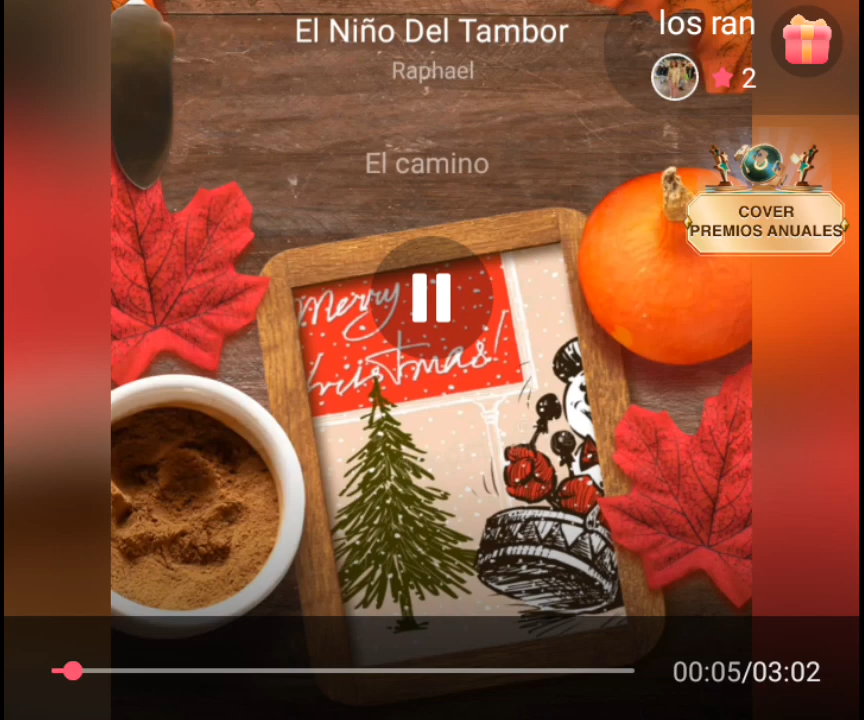 El Niño Del Tambor
los ran
Raphael
2
El camino
COVER
PREMIOS ANUALES
Merry
Christmas!
00:05/03:02